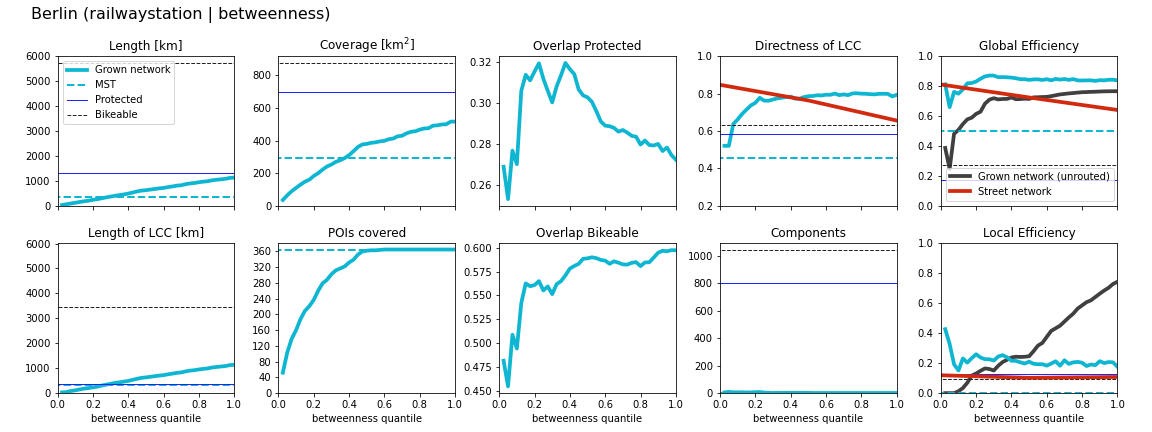 Berlin (railwaystation | betweenness)
Length [km]
6000
5000
4000
3000
2000
1000
0
Grown network
MST
Protected
Bikeable
Coverage [km²]
800
600
400
200
0
Overlap Protected
0.32
0.30
0.28
0.26
Directness of LCC
1.0
0.8
0.6
0.4
0.2
Global Efficiency
1.0
0.8
0.6
0.4
0.2
0.0
Grown network (unrouted)
Street network
Length of LCC [km]
6000
5000
4000
3000
2000
1000
0
0.0 0.2 0.4 0.6 0.8 1.0
betweenness quantile
POIs covered
360
320
280
240
200
160
120
80
40
0
0.0 0.2 0.4 0.6 0.8 1.0
betweenness quantile
Overlap Bikeable
0.600
0.575
0.550
0.525
0.500
0.475
0.450
0.0 0.2 0.4 0.6 0.8 1.0
betweenness quantile
Components
1000
800
600
400
200
0
0.0 0.2 0.4 0.6 0.8 1.0
betweenness quantile
Local Efficiency
1.0
0.8
0.6
0.4
0.2
0.0
0.0 0.2 0.4 0.6 0.8 1.0
betweenness quantile